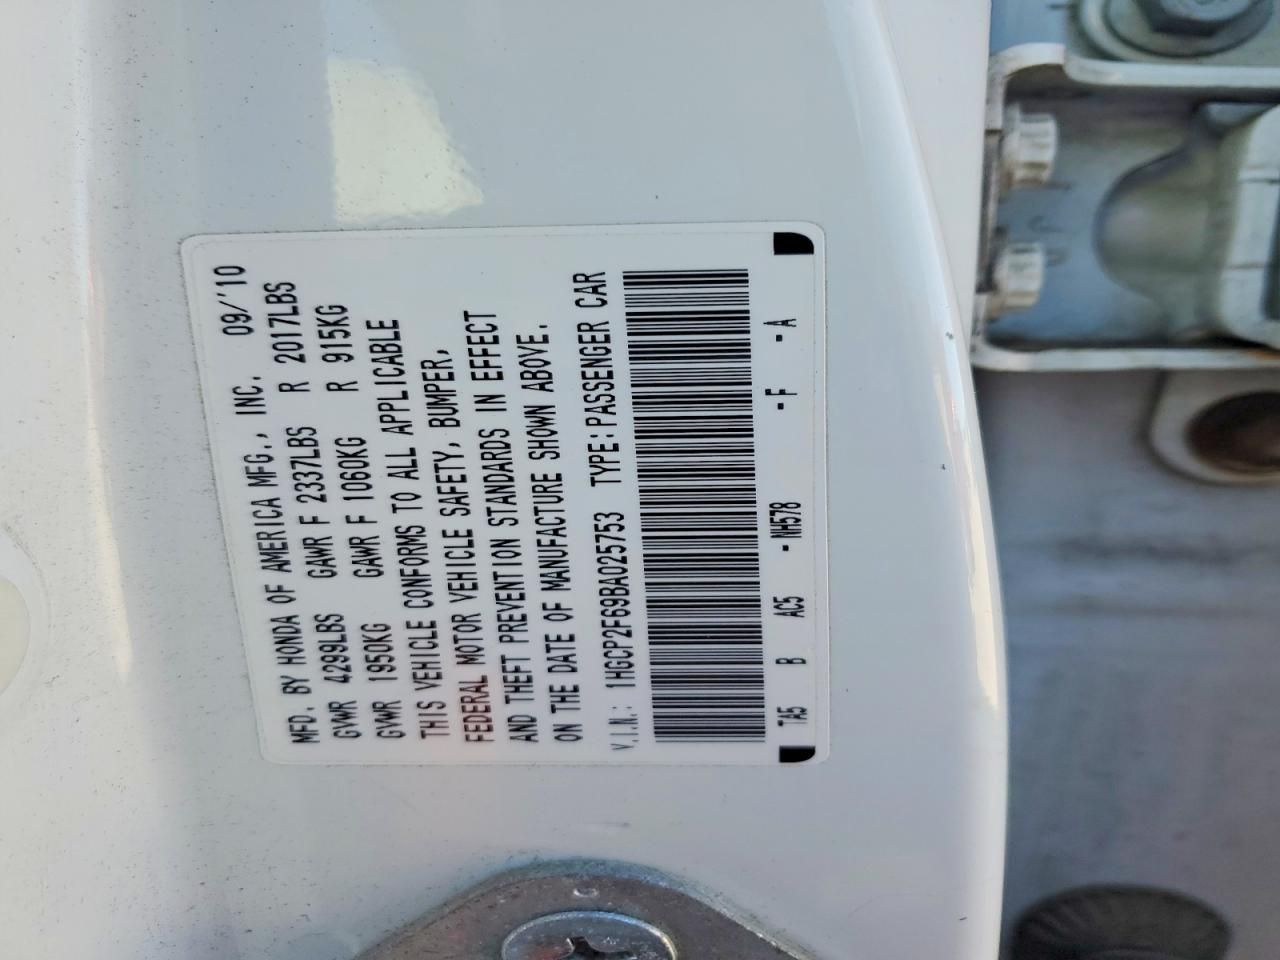 MFD. BY HONDA OF AMERICA MFG., INC. 09/'10
GVWR 4299LBS GAWR F 2337LBS R 2017LBS
GVWR 1950KG GAWR F 1060KG R 915KG
THIS VEHICLE CONFORMS TO ALL APPLICABLE
FEDERAL MOTOR VEHICLE SAFETY, BUMPER,
AND THEFT PREVENTION STANDARDS IN EFFECT
ON THE DATE OF MANUFACTURE SHOWN ABOVE.
V.I.N.: 1HGCP2F69BA025753 TYPE:PASSENGER CAR
TA5 B AC5 -NH578 -F -A